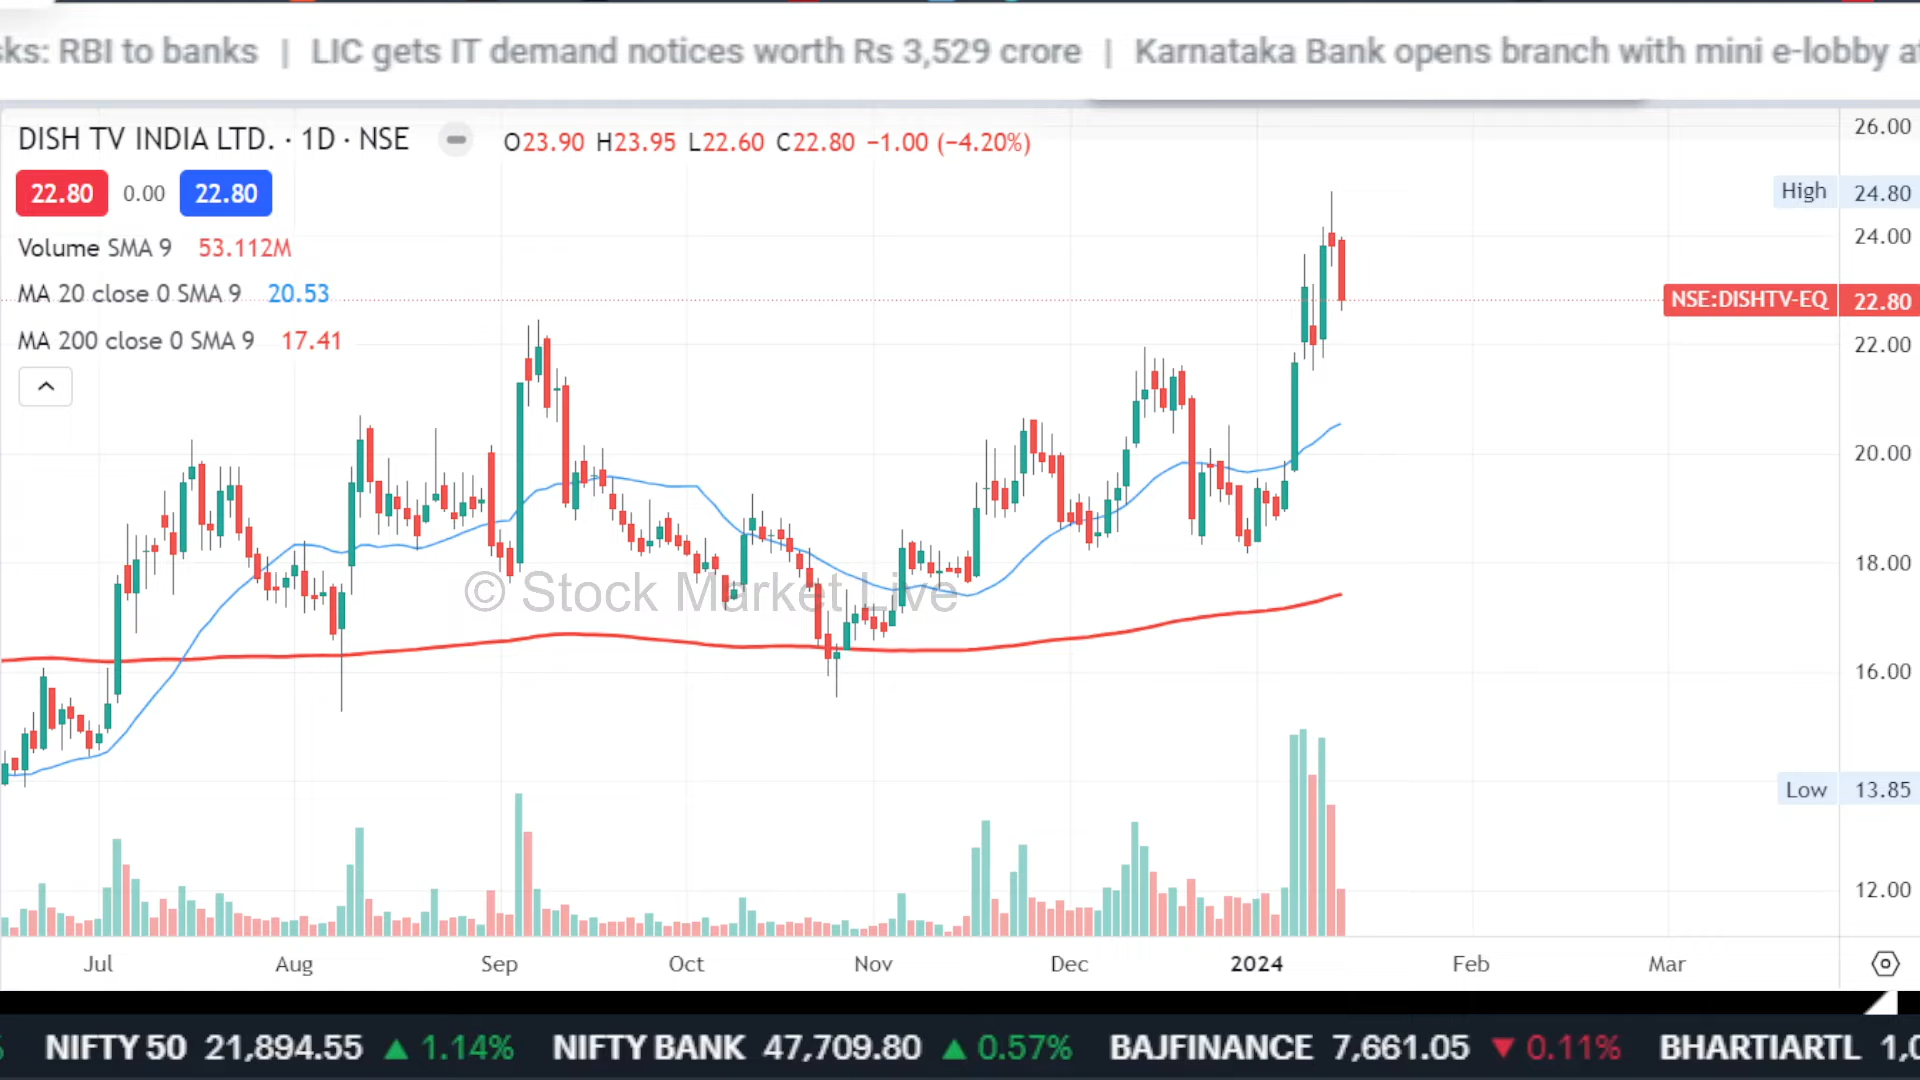 sks: RBI to banks | LIC gets IT demand notices worth Rs 3,529 crore | Karnataka Bank opens branch with mini e-lobby at
DISH TV INDIA LTD. · 1D · NSE O23.90 H23.95 L22.60 C22.80 −1.00 (−4.20%)
22.80 0.00 22.80
Volume SMA 9 53.112M
MA 20 close 0 SMA 9 20.53
MA 200 close 0 SMA 9 17.41
26.00
High 24.80
24.00
NSE:DISHTV-EQ 22.80
22.00
20.00
18.00
16.00
Low 13.85
12.00
© Stock Market Live
Jul Aug Sep Oct Nov Dec 2024 Feb Mar
% NIFTY 50 21,894.55 ▲ 1.14% NIFTY BANK 47,709.80 ▲ 0.57% BAJFINANCE 7,661.05 ▼ 0.11% BHARTIARTL 1,0